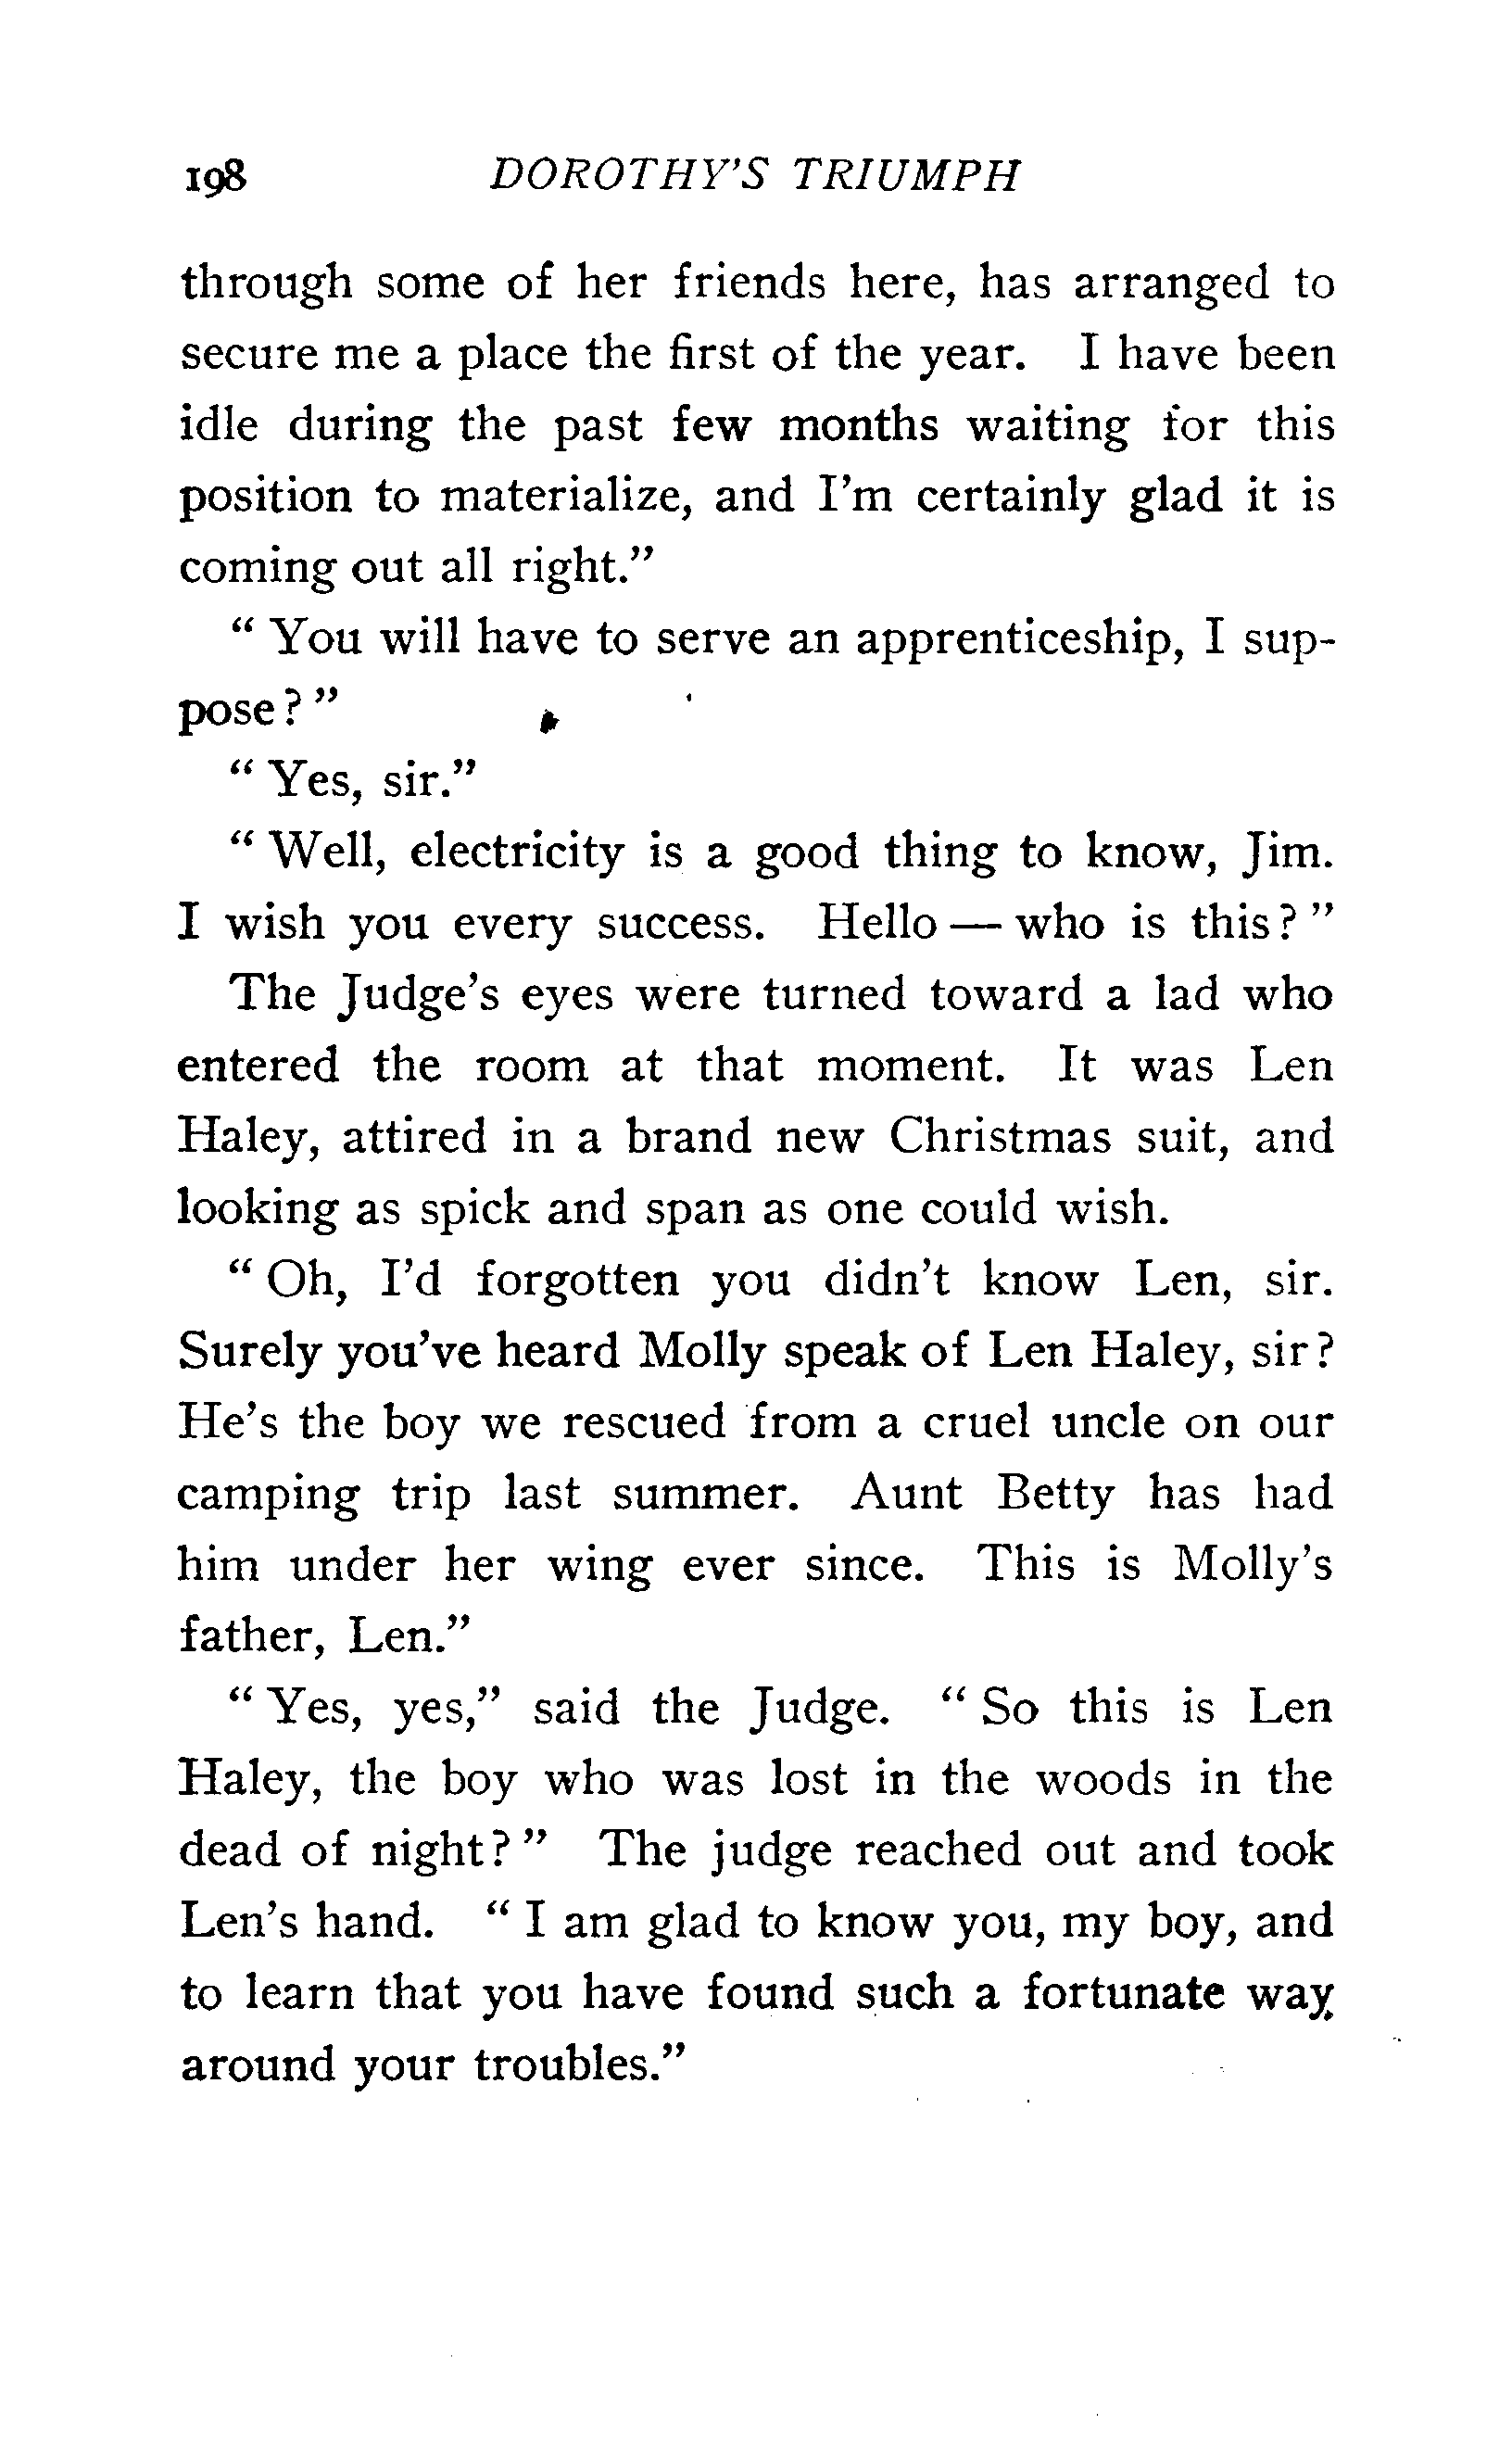 198 DOROTHY'S TRIUMPH
through some of her friends here, has arranged to
secure me a place the first of the year. I have been
idle during the past few months waiting for this
position to materialize, and I'm certainly glad it is
coming out all right."
" You will have to serve an apprenticeship, I sup-
pose? "
" Yes, sir."
" Well, electricity is a good thing to know, Jim.
I wish you every success. Hello — who is this? "
The Judge's eyes were turned toward a lad who
entered the room at that moment. It was Len
Haley, attired in a brand new Christmas suit, and
looking as spick and span as one could wish.
" Oh, I'd forgotten you didn't know Len, sir.
Surely you've heard Molly speak of Len Haley, sir?
He's the boy we rescued from a cruel uncle on our
camping trip last summer. Aunt Betty has had
him under her wing ever since. This is Molly's
father, Len."
" Yes, yes," said the Judge. " So this is Len
Haley, the boy who was lost in the woods in the
dead of night? " The judge reached out and took
Len's hand. " I am glad to know you, my boy, and
to learn that you have found such a fortunate way
around your troubles."